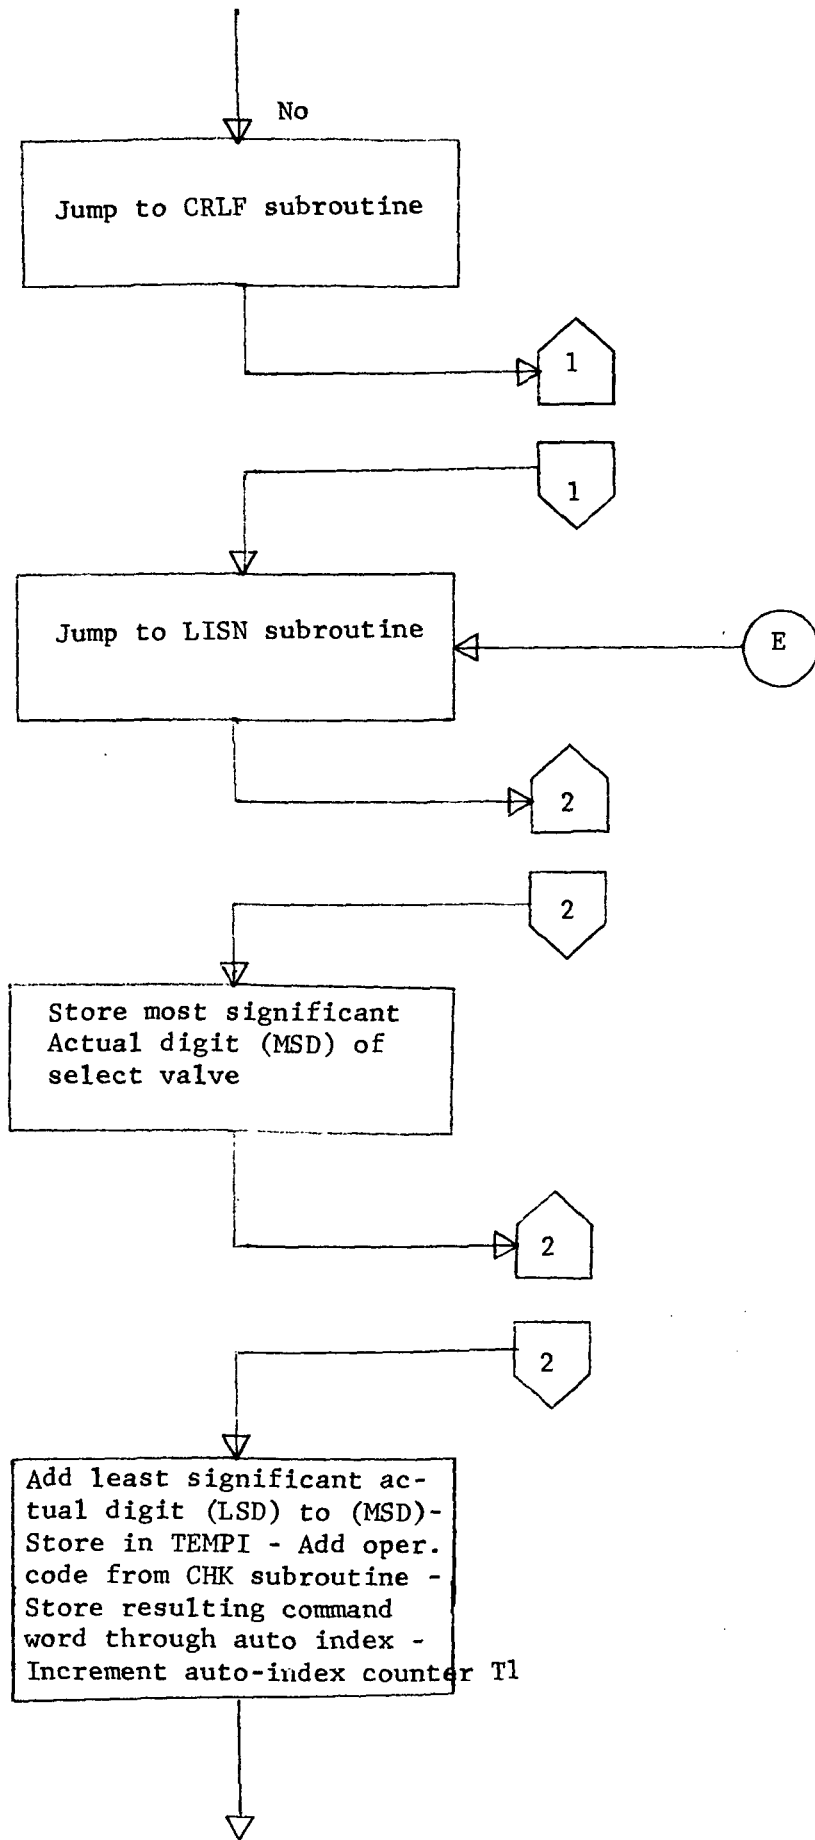 No
Jump to CRLF subroutine
1
1
Jump to LISN subroutine
E
2
2
Store most significant
Actual digit (MSD) of
select valve
2
2
Add least significant ac-
tual digit (LSD) to (MSD)-
Store in TEMPI - Add oper.
code from CHK subroutine -
Store resulting command
word through auto index -
Increment auto-index counter T1